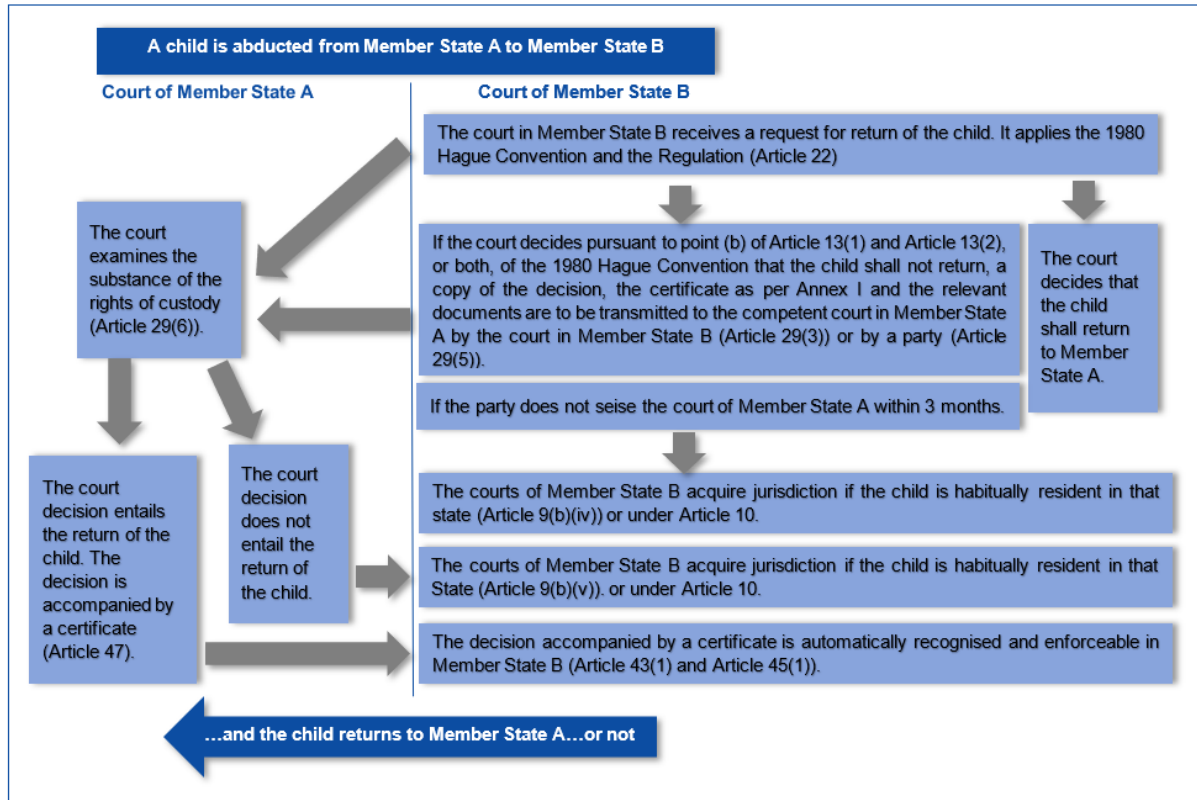 A child is abducted from Member State A to Member State B
Court of Member State A
Court of Member State B
The court in Member State B receives a request for return of the child. It applies the 1980
Hague Convention and the Regulation (Article 22)
The court
examines the
substance of the
rights of custody
(Article 29(6)).
If the court decides pursuant to point (b) of Article 13(1) and Article 13(2),
or both, of the 1980 Hague Convention that the child shall not return, a
copy of the decision, the certificate as per Annex I and the relevant
documents are to be transmitted to the competent court in Member State
A by the court in Member State B (Article 29(3)) or by a party (Article
29(5)).
The court
decides that
the child
shall return
to Member
State A.
If the party does not seise the court of Member State A within 3 months.
The court
decision entails
the return of the
child. The
decision is
accompanied by
a certificate
(Article 47).
The court
decision
does not
entail the
return of
the child.
The courts of Member State B acquire jurisdiction if the child is habitually resident in that
state (Article 9(b)(iv)) or under Article 10.
The courts of Member State B acquire jurisdiction if the child is habitually resident in that
State (Article 9(b)(v)). or under Article 10.
The decision accompanied by a certificate is automatically recognised and enforceable in
Member State B (Article 43(1) and Article 45(1)).
…and the child returns to Member State A…or not